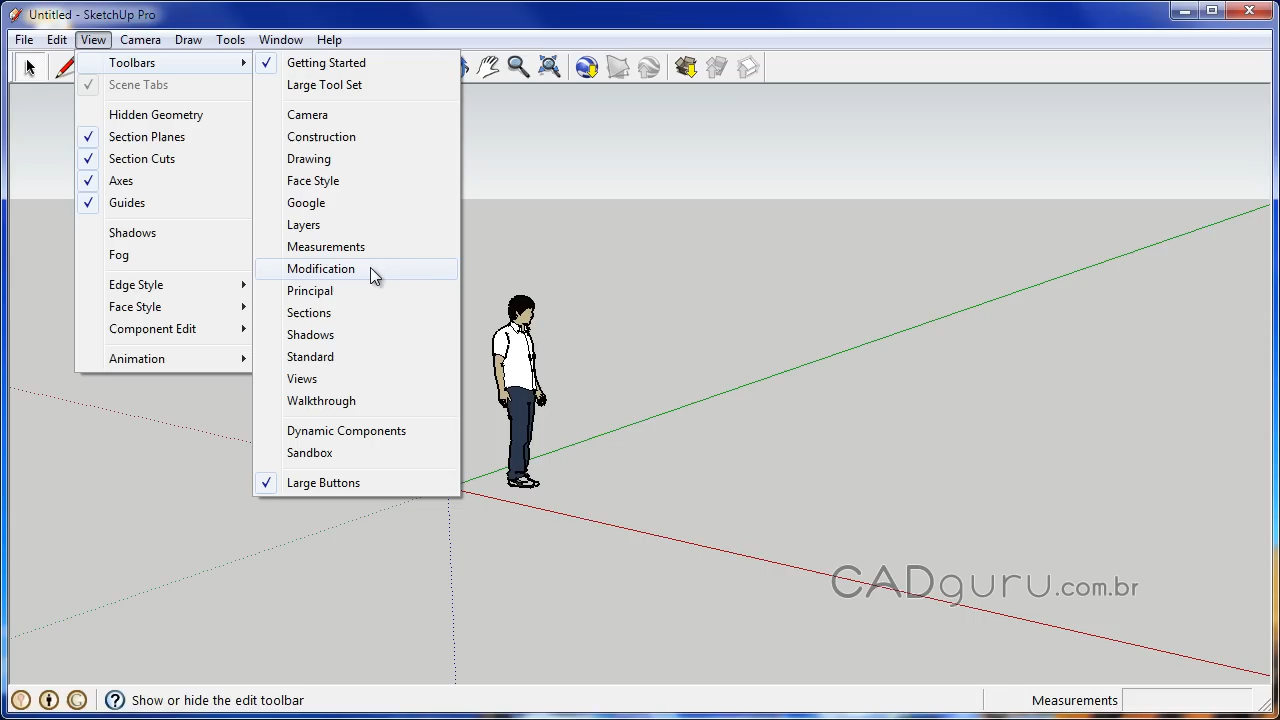 Untitled - SketchUp Pro
File Edit View Camera Draw Tools Window Help
Toolbars
Scene Tabs
Hidden Geometry
Section Planes
Section Cuts
Axes
Guides
Shadows
Fog
Edge Style
Face Style
Component Edit
Animation
Getting Started
Large Tool Set
Camera
Construction
Drawing
Face Style
Google
Layers
Measurements
Modification
Principal
Sections
Shadows
Standard
Views
Walkthrough
Dynamic Components
Sandbox
Large Buttons
CADguru.com.br
Show or hide the edit toolbar
Measurements